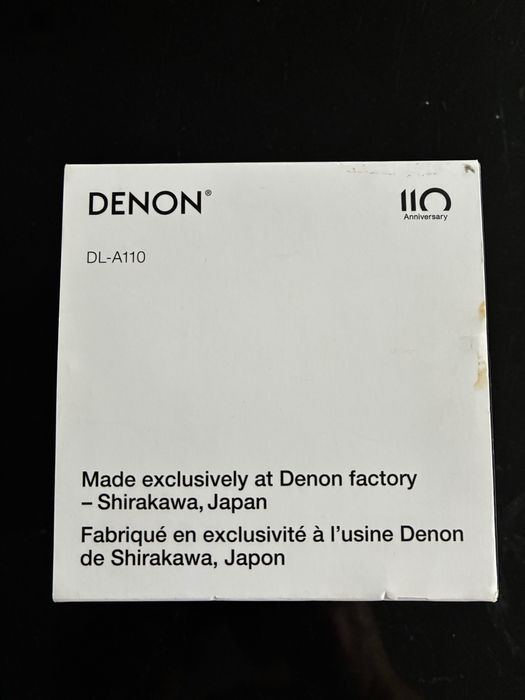 DENON®
110
Anniversary
DL-A110
Made exclusively at Denon factory
– Shirakawa, Japan
Fabriqué en exclusivité à l'usine Denon
de Shirakawa, Japon